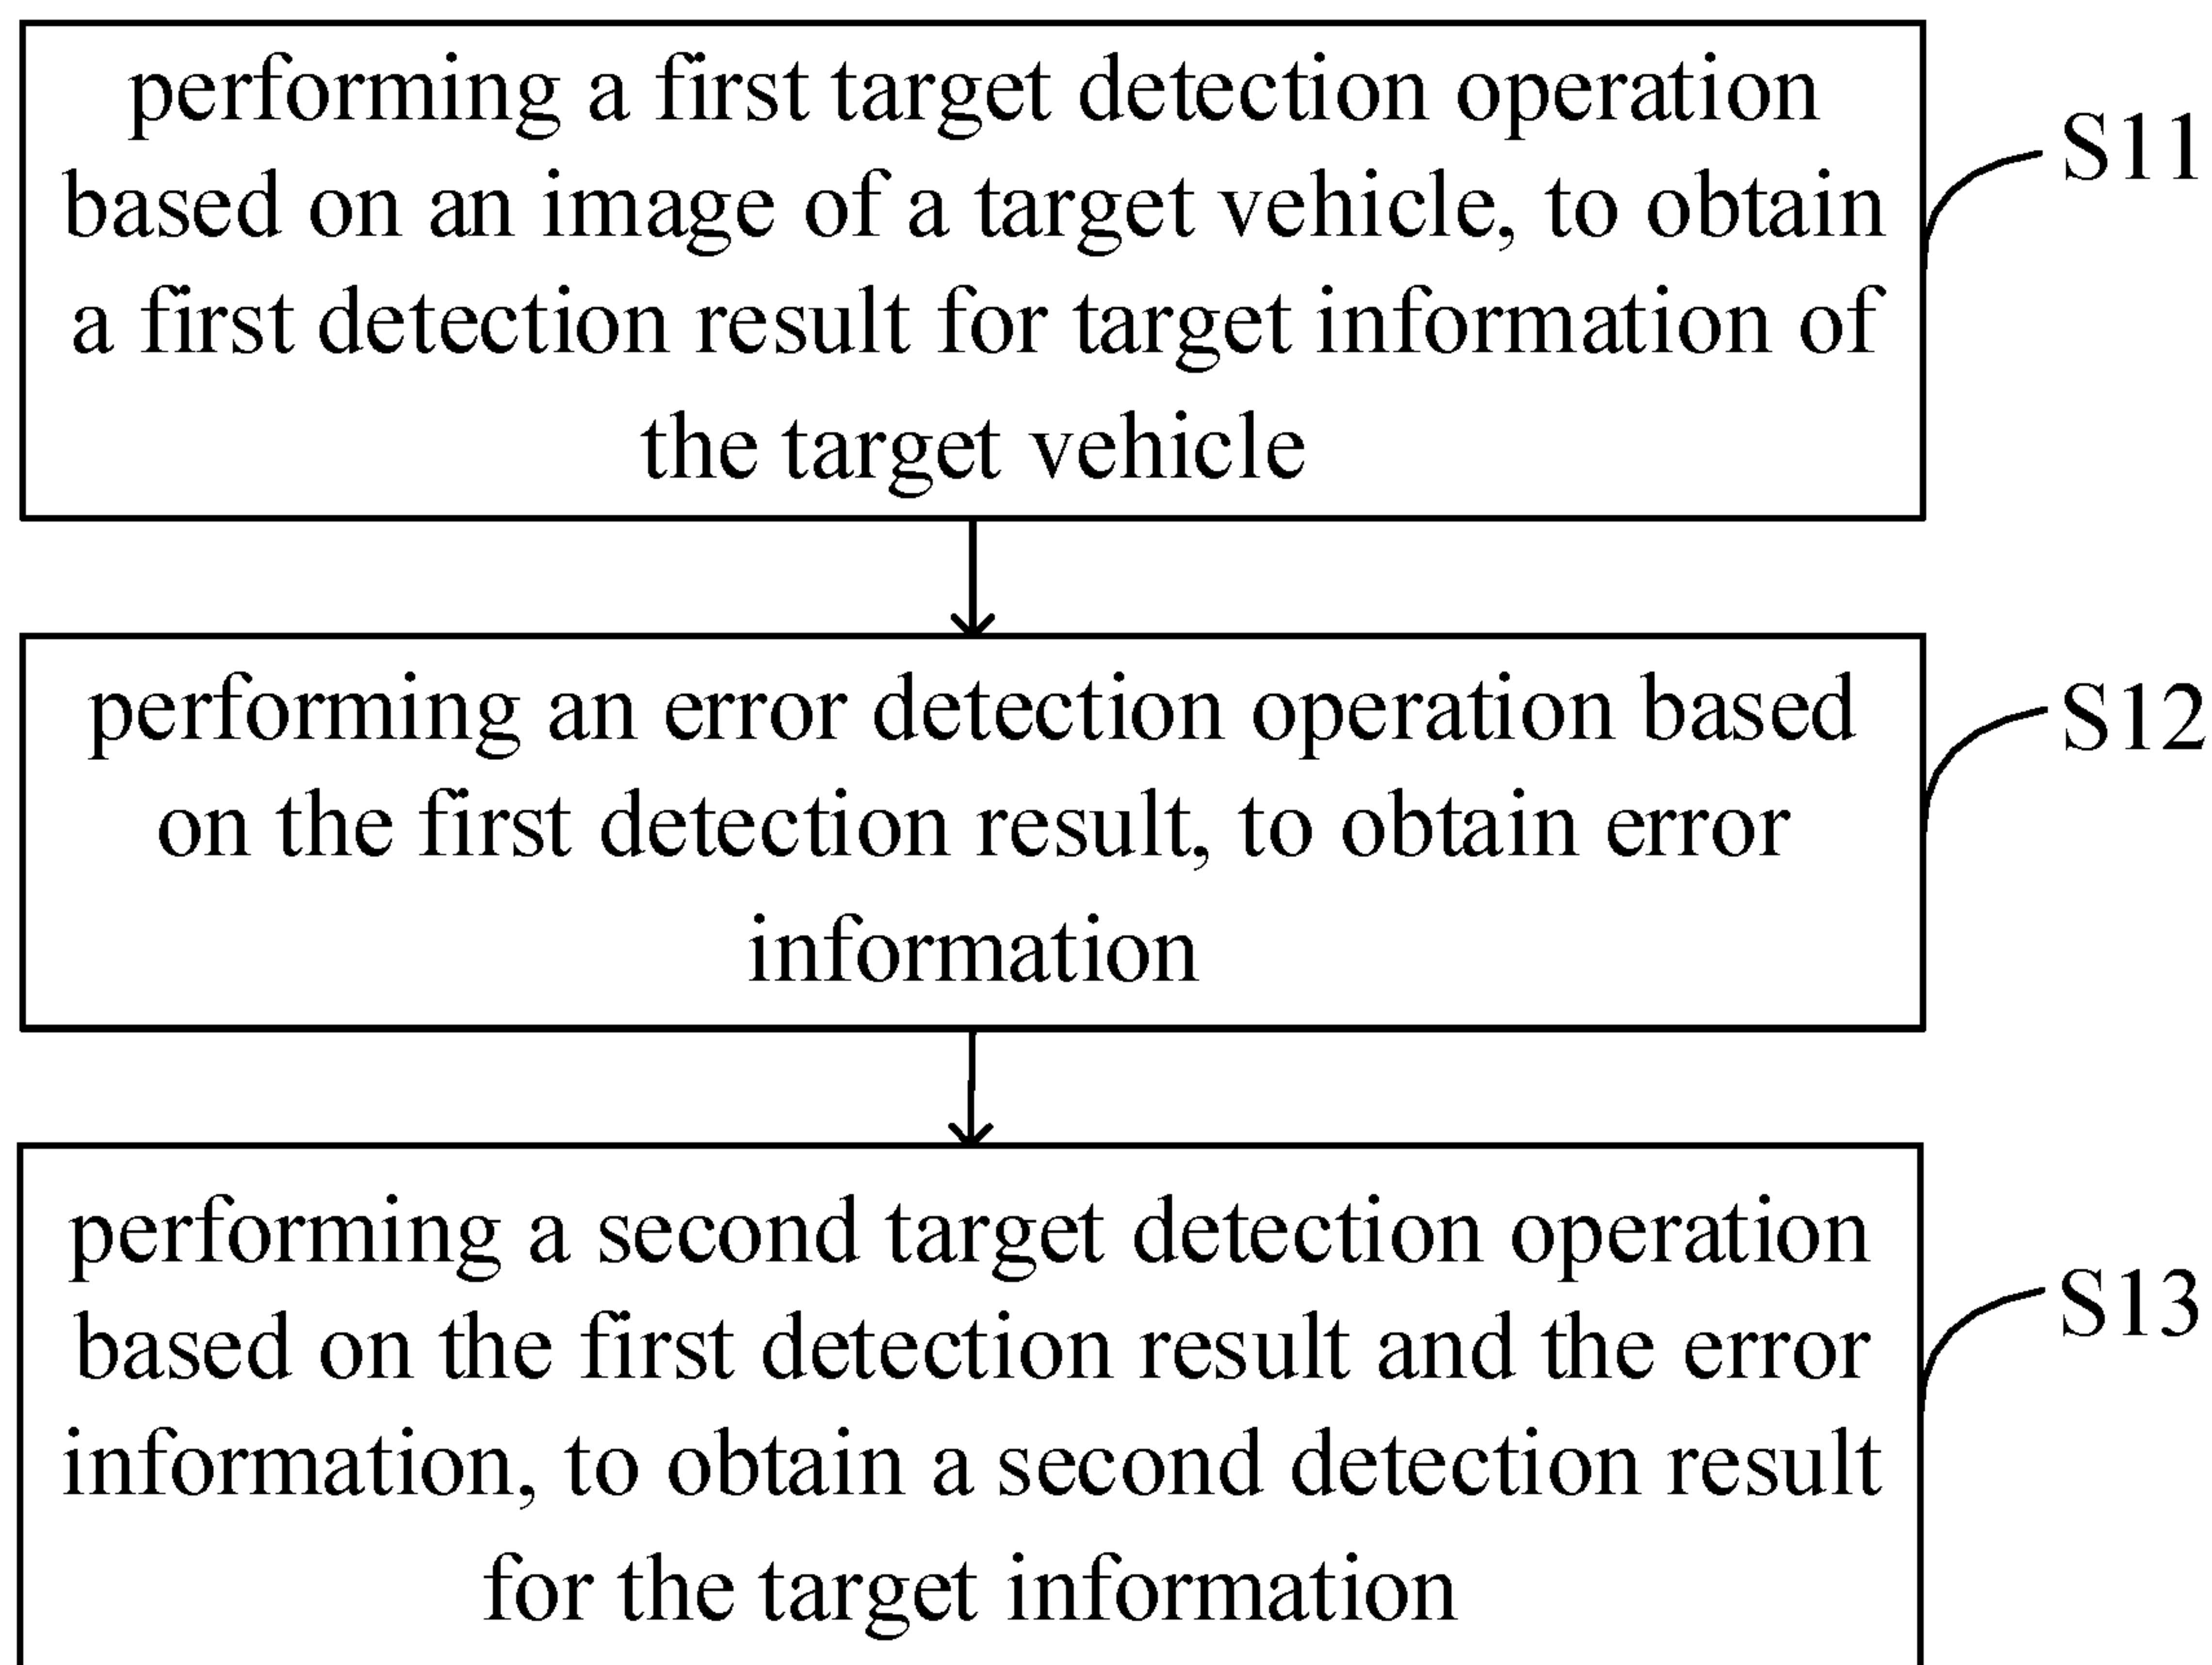 performing a first target detection operation
based on an image of a target vehicle, to obtain
a first detection result for target information of
the target vehicle
S11
performing an error detection operation based
on the first detection result, to obtain error
information
S12
performing a second target detection operation
based on the first detection result and the error
information, to obtain a second detection result
for the target information
S13